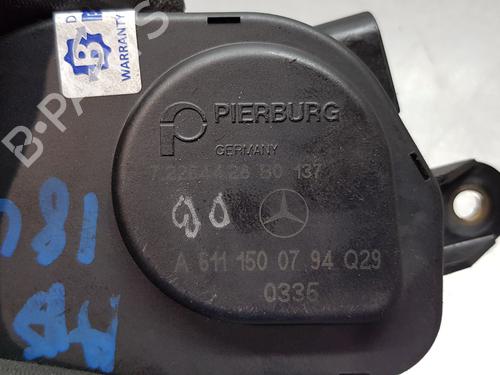 WARRANTY
B
PIERBURG
GERMANY
7.22644.28 B0 137
A 611 150 07 94 Q29
0335
B-PARTS